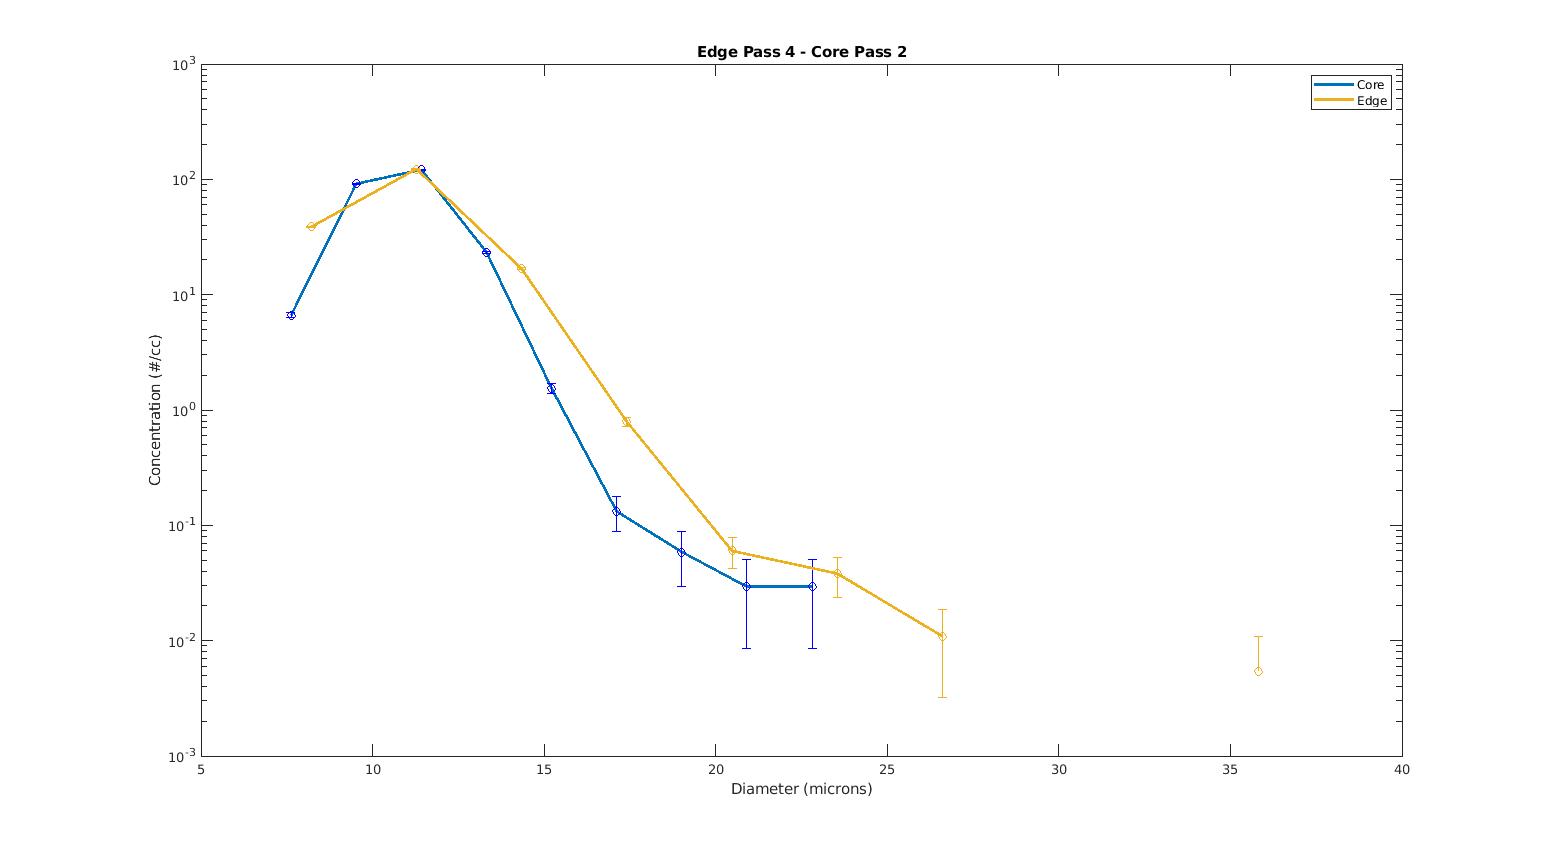 Edge Pass 4 - Core Pass 2
Core
Edge
10^3
10^2
10^1
10^0
10^-1
10^-2
10^-3
Concentration (#/cc)
5 10 15 20 25 30 35 40
Diameter (microns)